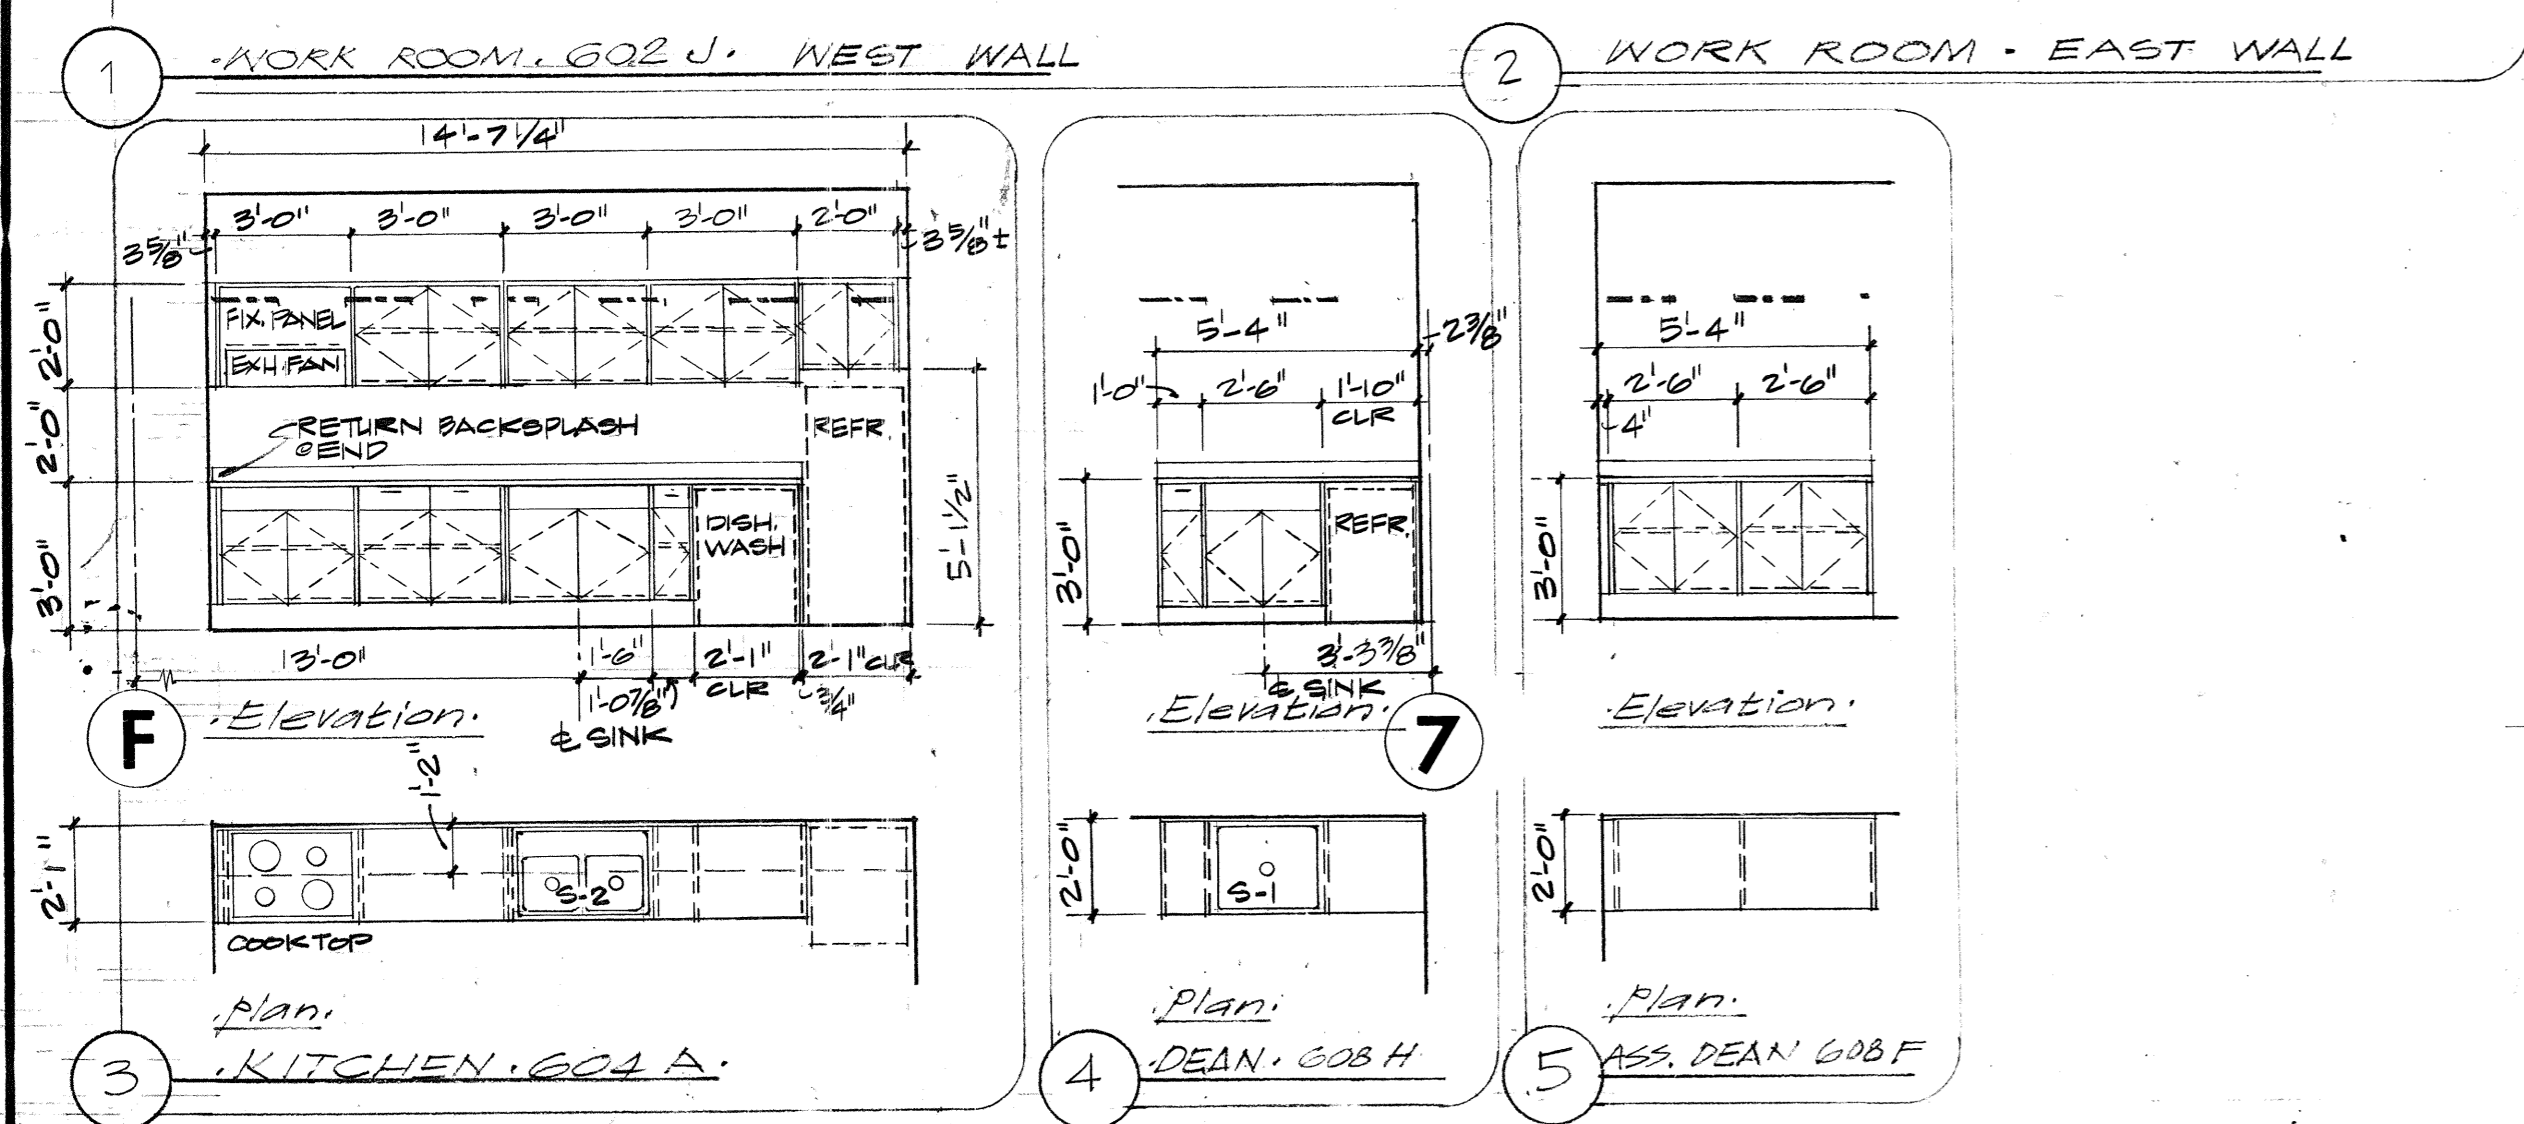 1 ·WORK ROOM. 602 J. WEST WALL
2 WORK ROOM · EAST WALL
14'-7 1/4"
3'-0" 3'-0" 3'-0" 3'-0" 2'-0"
3 5/8" 3 5/8" ±
2'-0"
FIX. PANEL
EXH. FAN
2'-0"
RETURN BACKSPLASH
@ END
REFR.
3'-0"
DISH.
WASH
5'-1 1/2"
13'-0" 1'-6" 2'-1" 2'-1" CLR
1'-0 7/8" CLR 3/4"
℄ SINK
F
·Elevation.
1'-2"
2'-1"
S-2
COOKTOP
·plan.
3 ·KITCHEN·604 A.
5'-4" 2 3/8"
1'-0" 2'-6" 1'-10"
CLR
3'-0"
REFR.
3'-3 3/8"
℄ SINK
·Elevation.
7
2'-0"
S-1
·Plan.
4 ·DEAN· 608 H
5'-4"
2'-6" 2'-6"
4"
3'-0"
·Elevation.
2'-0"
·Plan.
5 ASS. DEAN 608 F